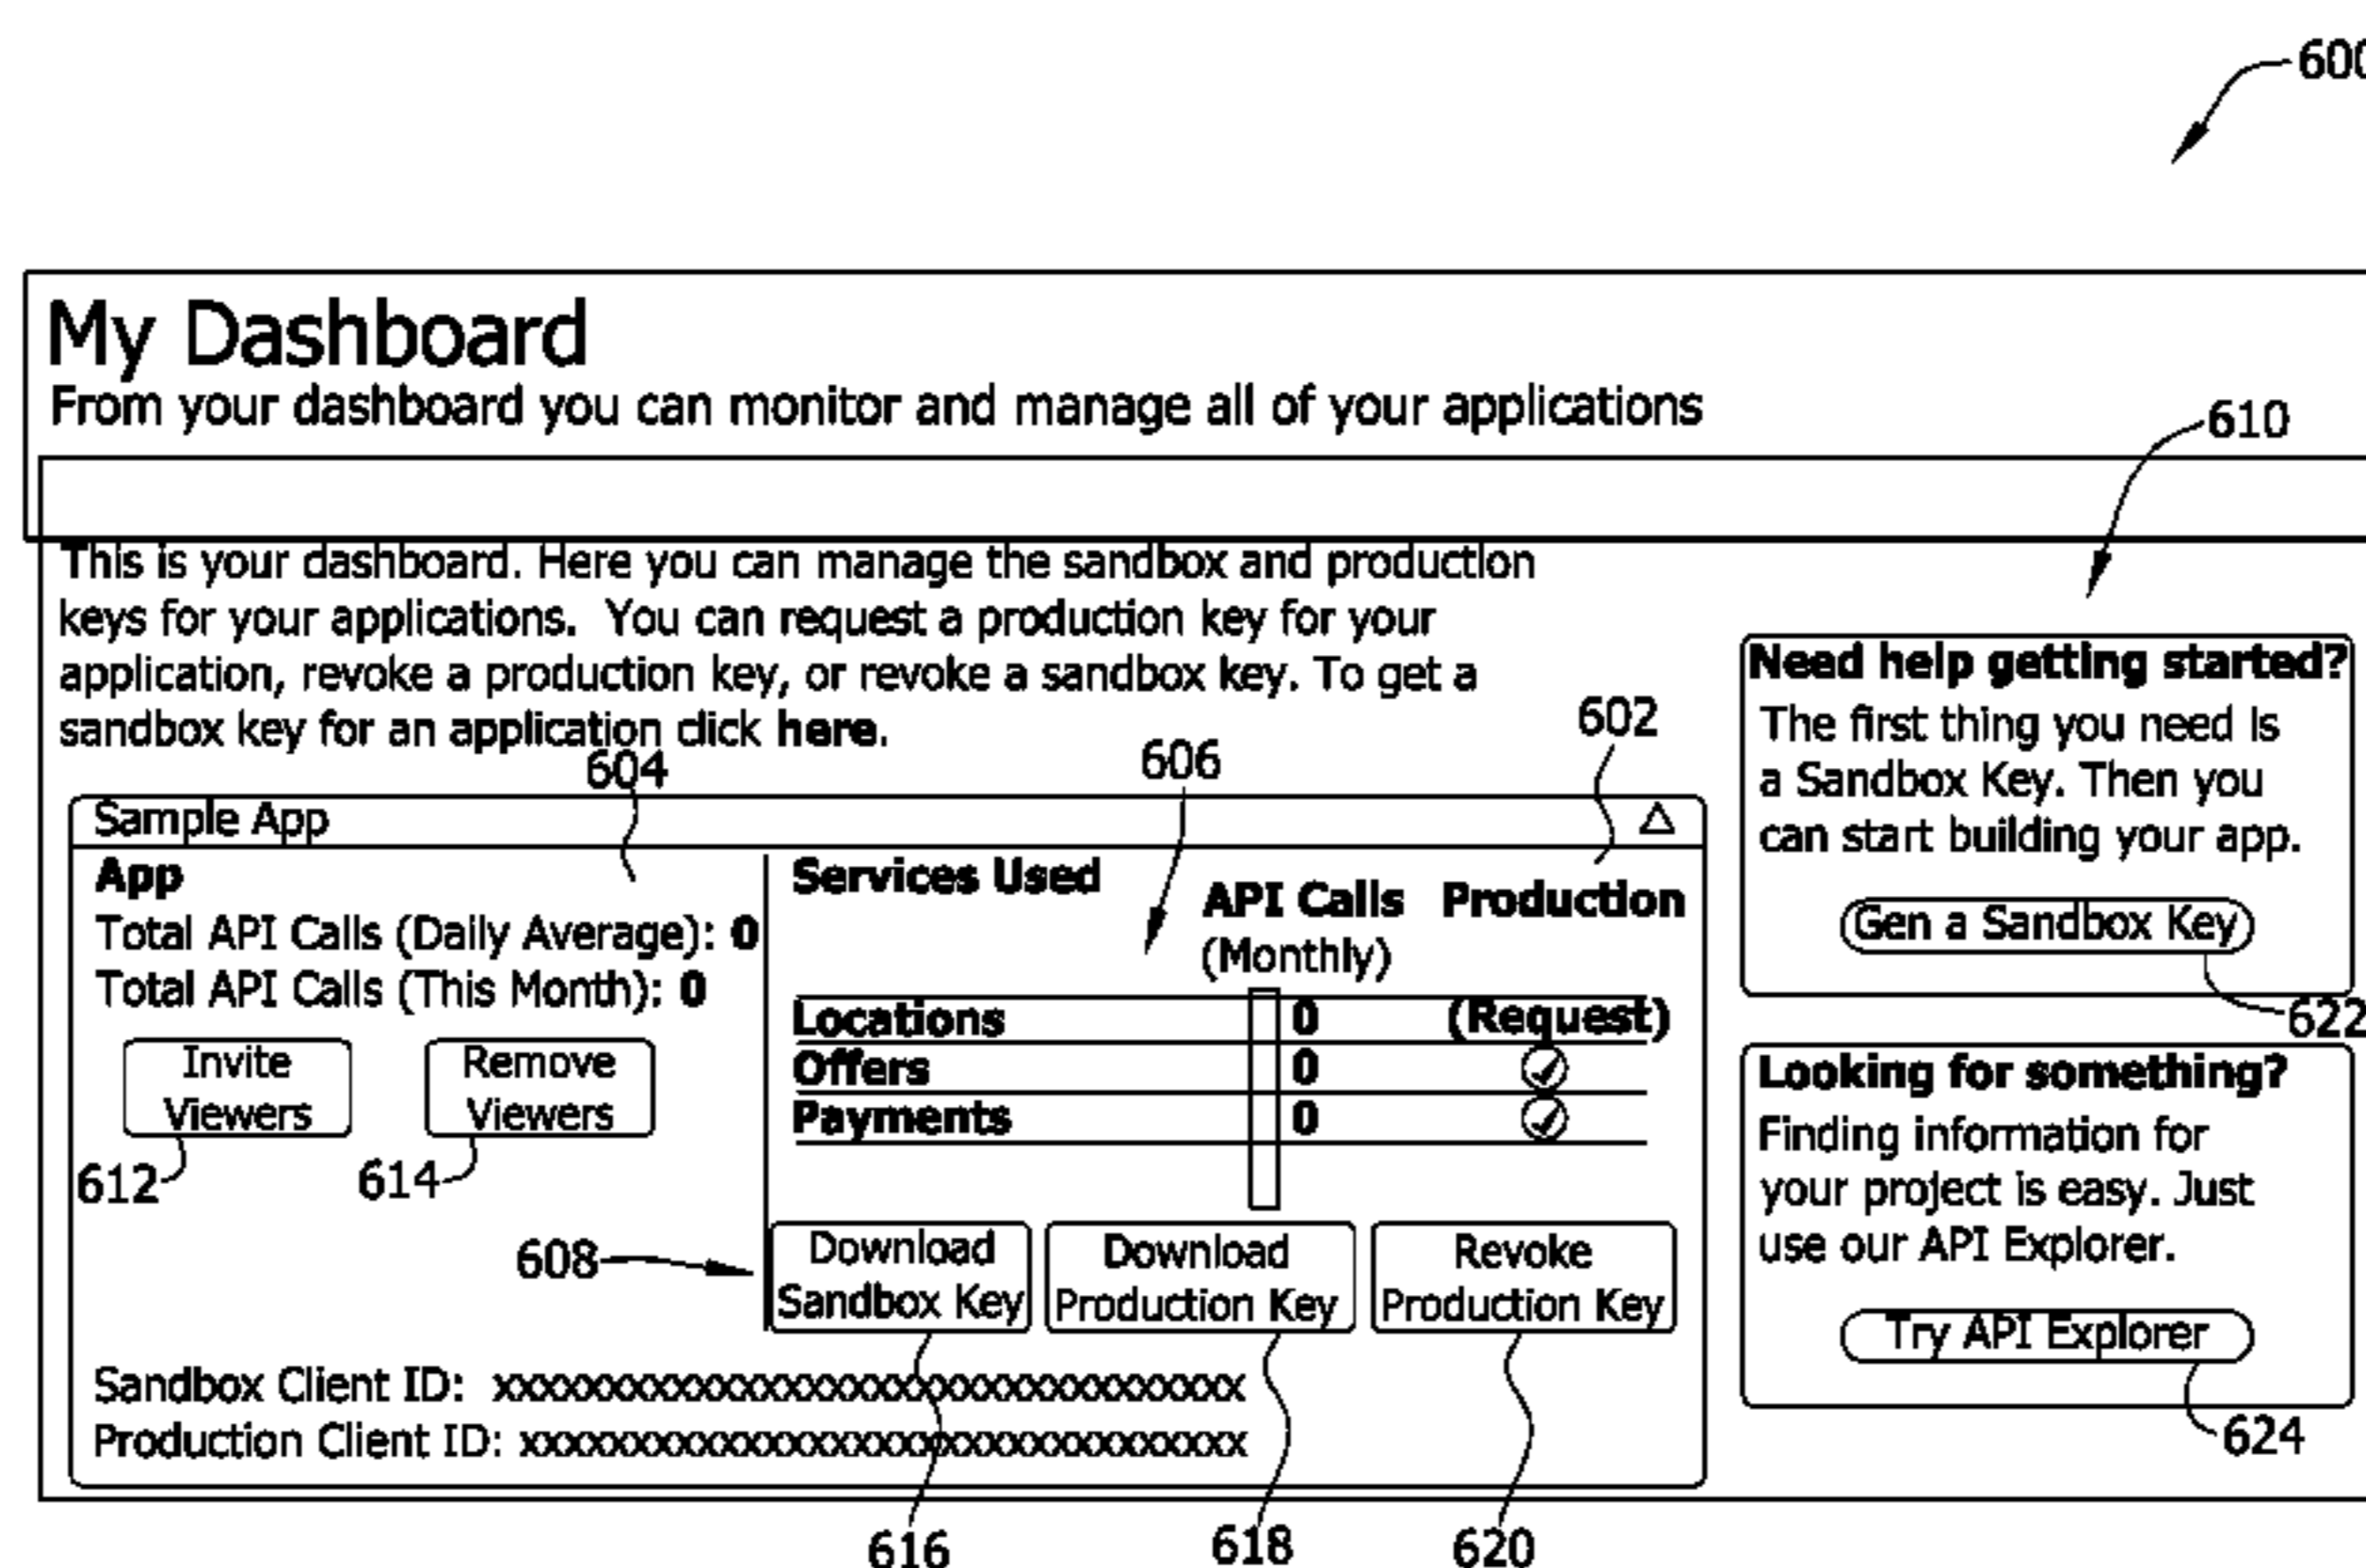 600
My Dashboard
From your dashboard you can monitor and manage all of your applications
610
This is your dashboard. Here you can manage the sandbox and production
keys for your applications. You can request a production key for your
application, revoke a production key, or revoke a sandbox key. To get a
sandbox key for an application click here.
604
606
602
Sample App
App
Total API Calls (Daily Average): 0
Total API Calls (This Month): 0
Invite
Viewers
Remove
Viewers
612
614
Services Used
API Calls
(Monthly)
Production
Locations 0 (Request)
Offers 0
Payments 0
608
Download
Sandbox Key
Download
Production Key
Revoke
Production Key
Sandbox Client ID: xxxxxxxxxxxxxxxxxxxxxxxxxxxxxxxxxxx
Production Client ID: xxxxxxxxxxxxxxxxxxxxxxxxxxxxxxxxxx
616
618
620
Need help getting started?
The first thing you need is
a Sandbox Key. Then you
can start building your app.
Gen a Sandbox Key
622
Looking for something?
Finding information for
your project is easy. Just
use our API Explorer.
Try API Explorer
624